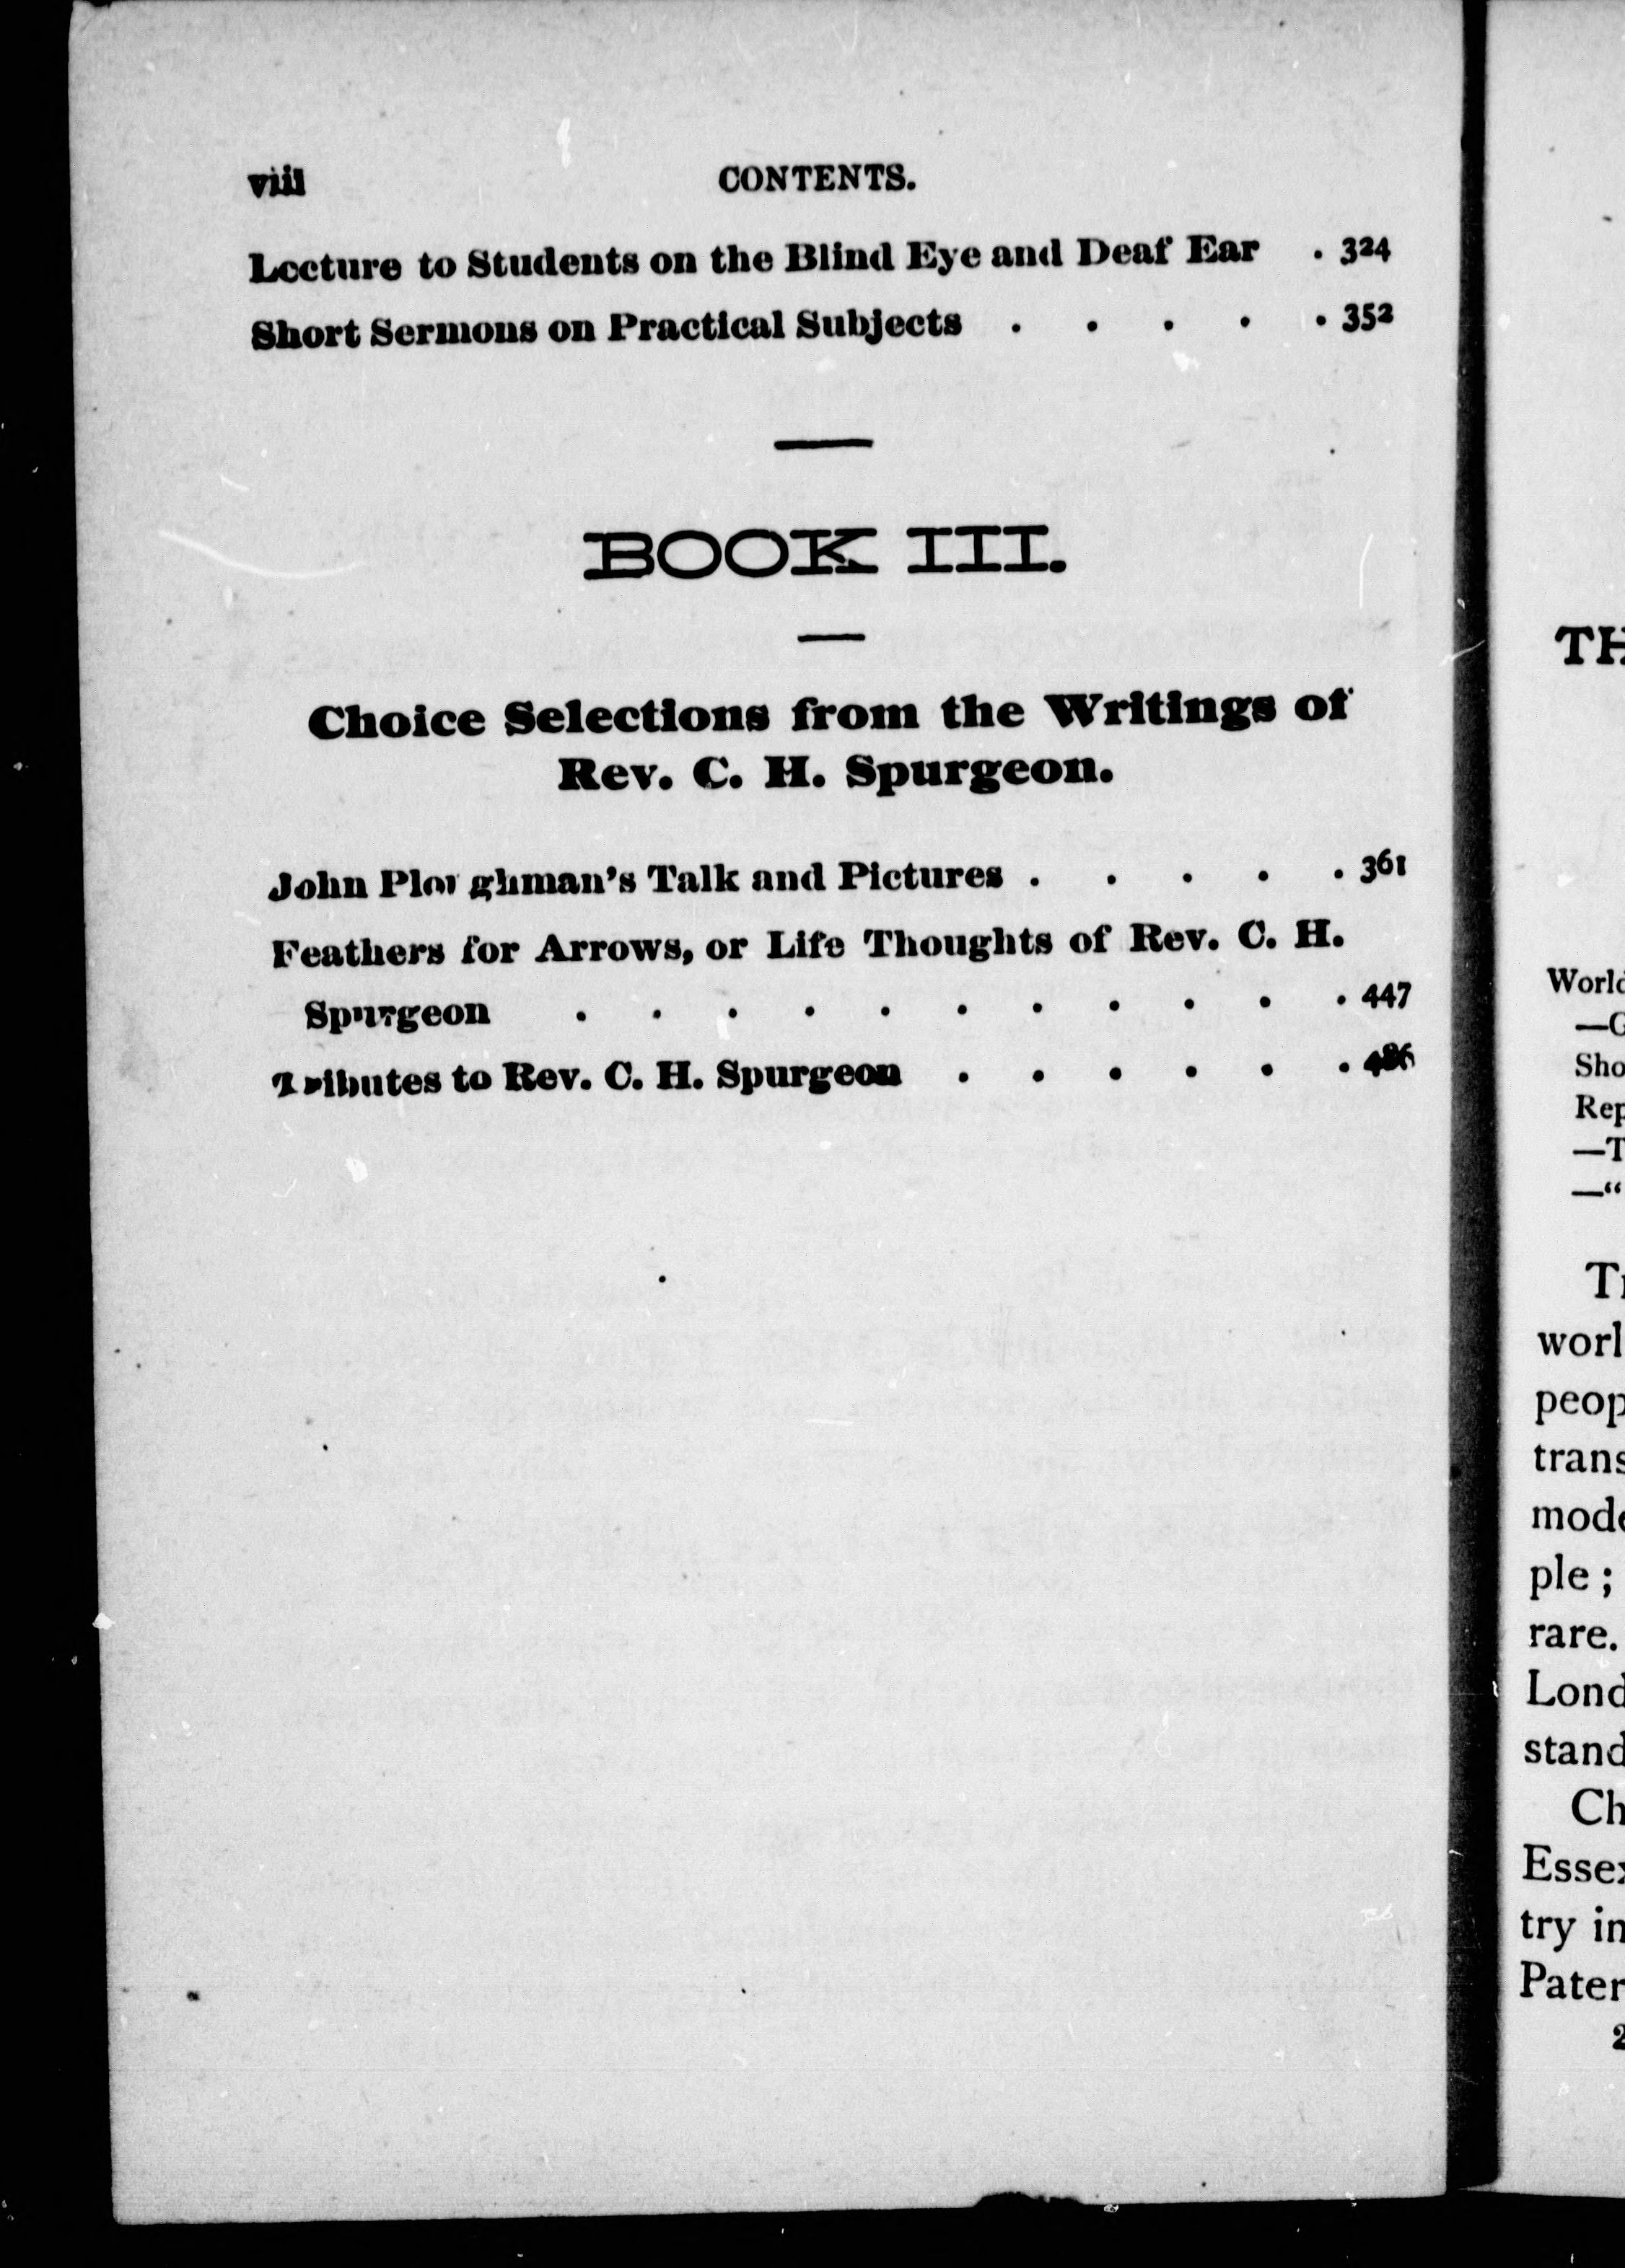 viii CONTENTS.
Lecture to Students on the Blind Eye and Deaf Ear . 324
Short Sermons on Practical Subjects . . . . . 352
BOOK III.
Choice Selections from the Writings of
Rev. C. H. Spurgeon.
John Ploughman's Talk and Pictures . . . . . 361
Feathers for Arrows, or Life Thoughts of Rev. C. H.
Spurgeon . . . . . . . . . . . 447
Tributes to Rev. C. H. Spurgeon . . . . . . 486
TH
World
—G
Sho
Rep
—T
—“
Tr
worl
peop
trans
mode
ple ;
rare.
Lond
stand
Ch
Essex
try in
Pater
2